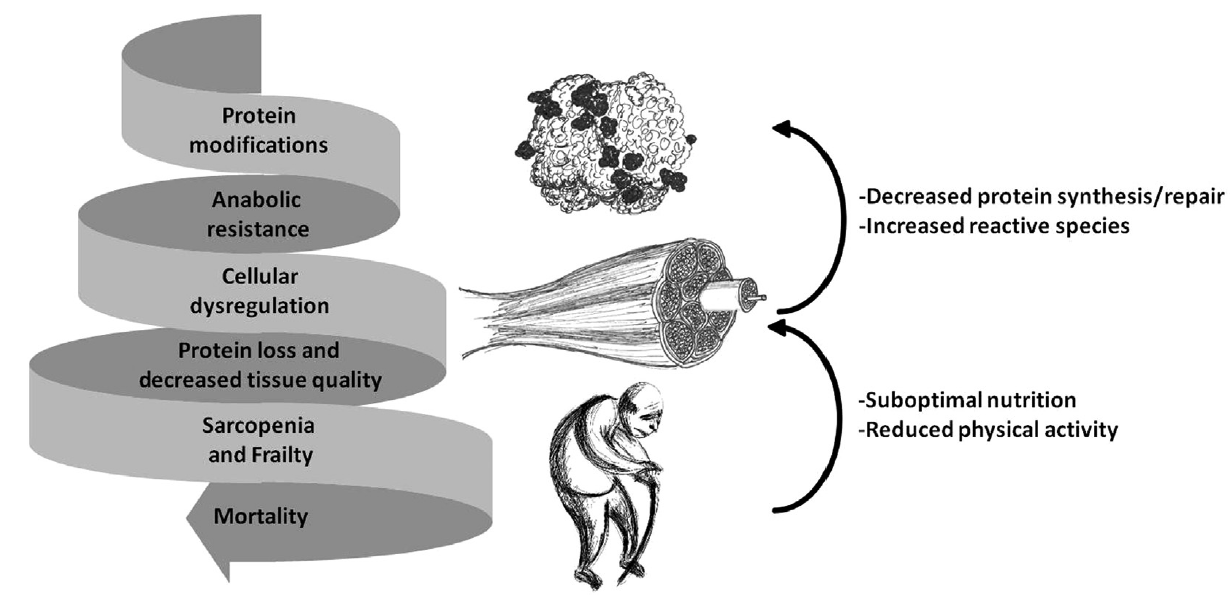 Protein
modifications
Anabolic
resistance
Cellular
dysregulation
Protein loss and
decreased tissue quality
Sarcopenia
and Frailty
Mortality
-Decreased protein synthesis/repair
-Increased reactive species
-Suboptimal nutrition
-Reduced physical activity